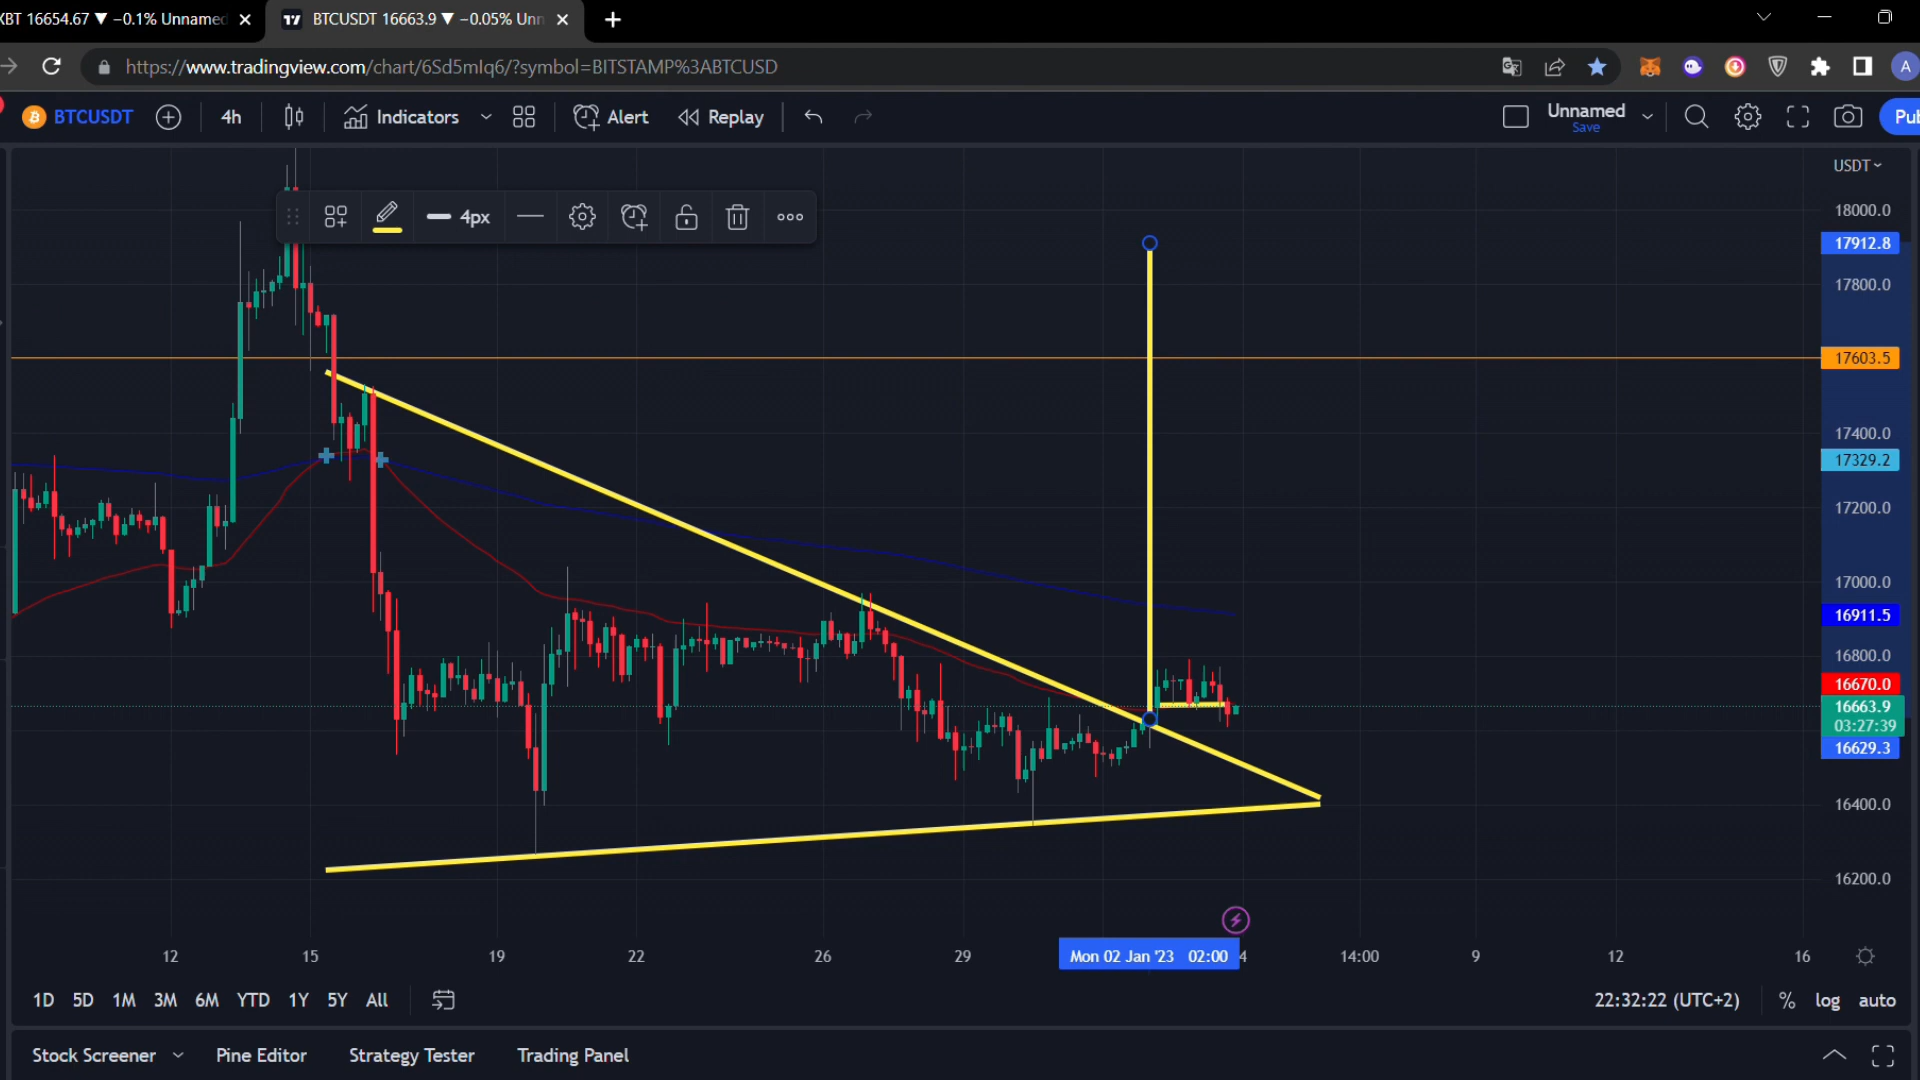 XBT 16654.67 ▼ −0.1% Unnamed
BTCUSDT 16663.9 ▼ −0.05% Unn
https://www.tradingview.com/chart/6Sd5mlq6/?symbol=BITSTAMP%3ABTCUSD
A
BTCUSDT
4h
Indicators
Alert
Replay
Unnamed
Save
Pub
4px
USDT
18000.0
17912.8
17800.0
17603.5
17400.0
17329.2
17200.0
17000.0
16911.5
16800.0
16670.0
16663.9
03:27:39
16629.3
16400.0
16200.0
12 15 19 22 26 29 Mon 02 Jan '23 02:00 4 14:00 9 12 16
1D 5D 1M 3M 6M YTD 1Y 5Y All
22:32:22 (UTC+2) % log auto
Stock Screener Pine Editor Strategy Tester Trading Panel